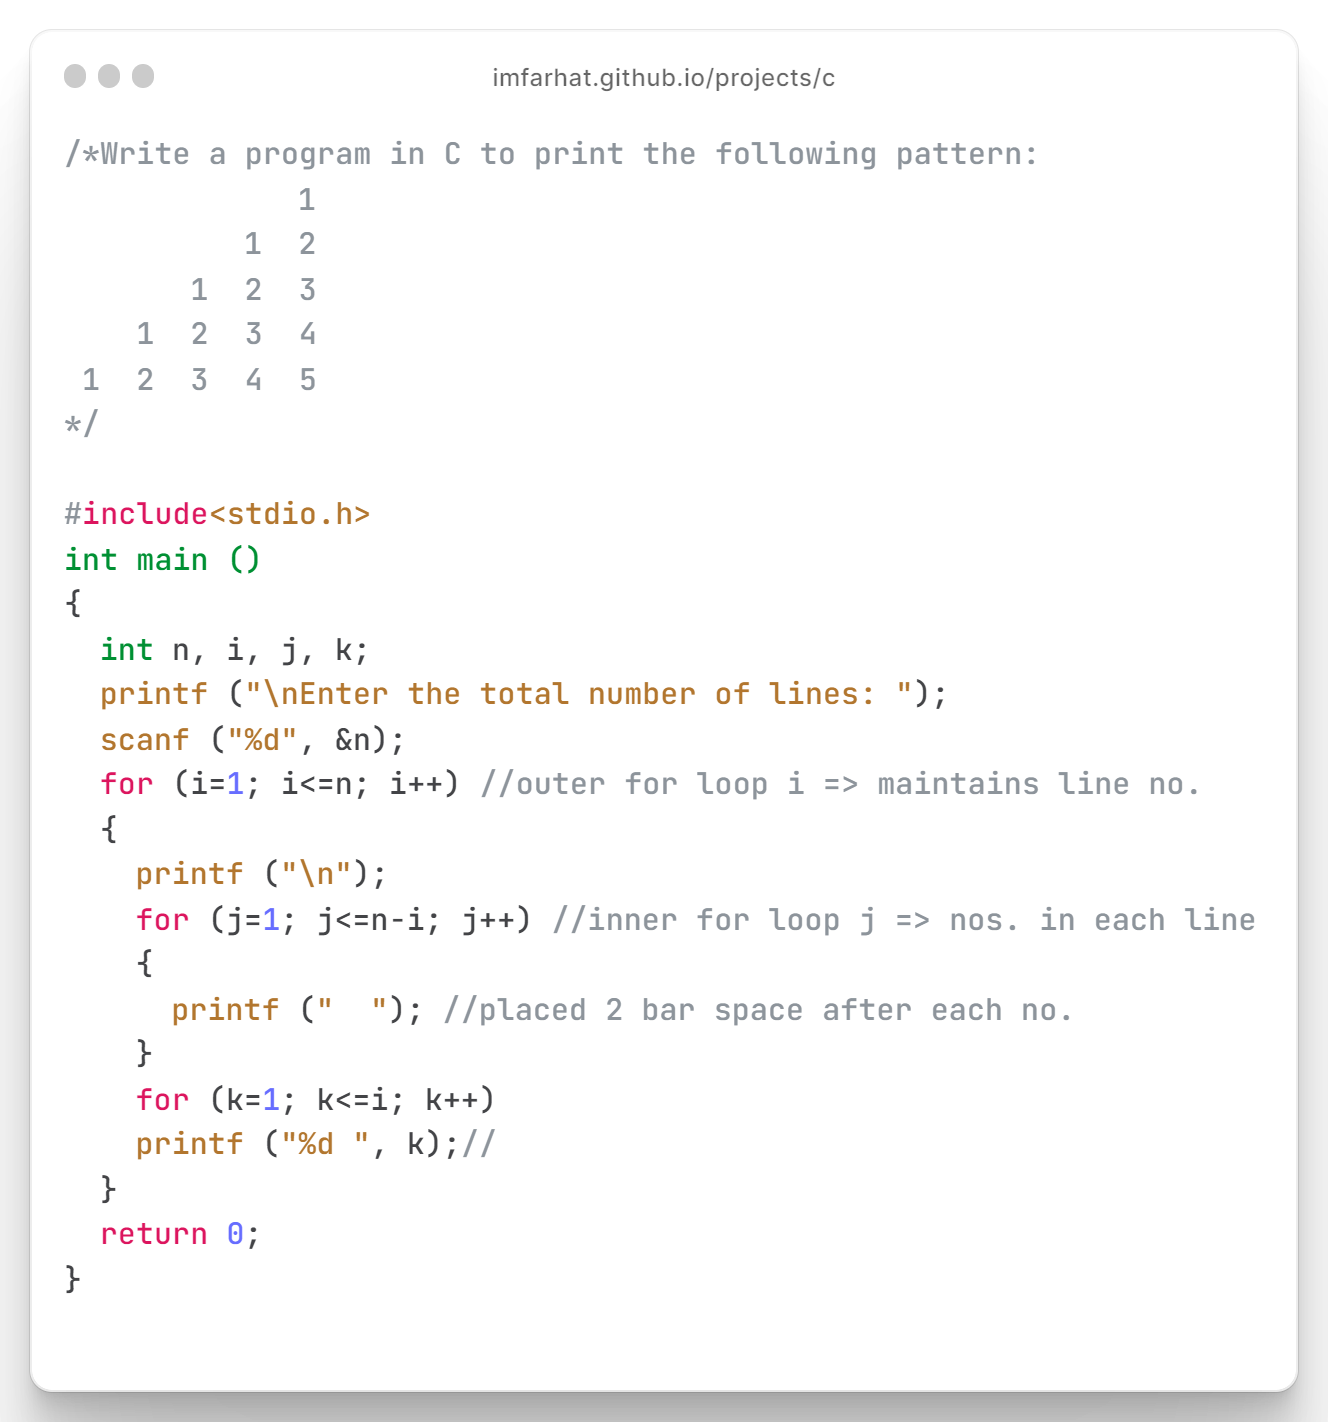 imfarhat.github.io/projects/c
/*Write a program in C to print the following pattern:
             1
          1  2
       1  2  3
    1  2  3  4
 1  2  3  4  5
*/

#include<stdio.h>
int main ()
{
  int n, i, j, k;
  printf ("\nEnter the total number of lines: ");
  scanf ("%d", &n);
  for (i=1; i<=n; i++) //outer for loop i => maintains line no.
  {
    printf ("\n");
    for (j=1; j<=n-i; j++) //inner for loop j => nos. in each line
    {
      printf ("  "); //placed 2 bar space after each no.
    }
    for (k=1; k<=i; k++)
    printf ("%d ", k);//
  }
  return 0;
}